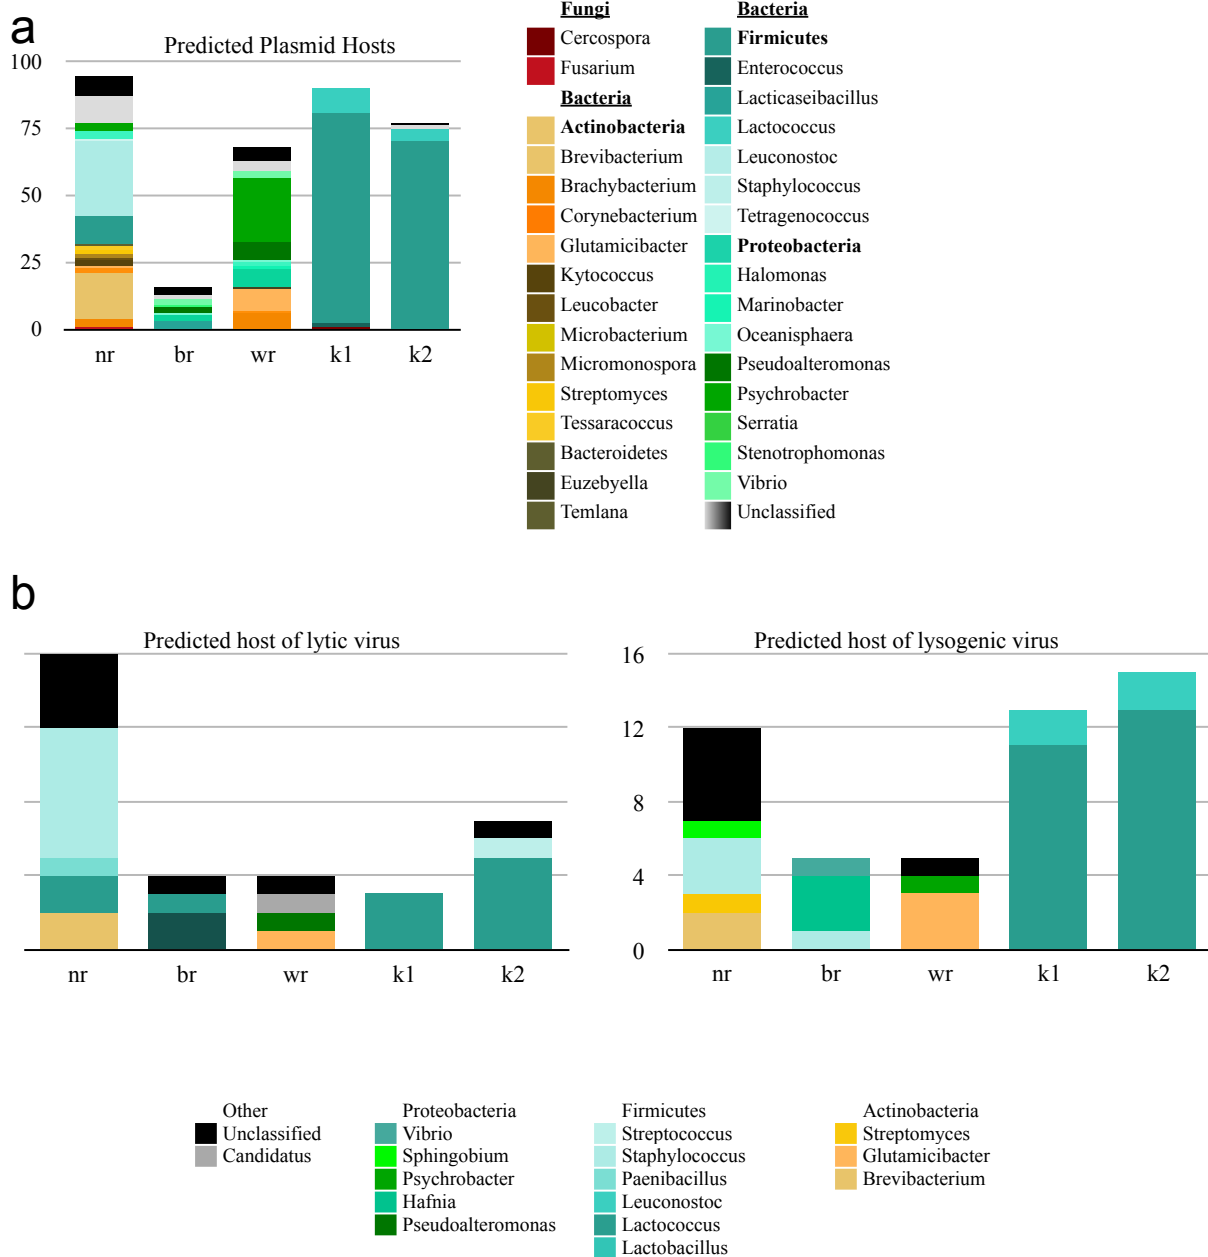 a
Predicted Plasmid Hosts
100
75
50
25
0
nr br wr k1 k2
Fungi
Cercospora
Fusarium
Bacteria
Actinobacteria
Brevibacterium
Brachybacterium
Corynebacterium
Glutamicibacter
Kytococcus
Leucobacter
Microbacterium
Micromonospora
Streptomyces
Tessaracoccus
Bacteroidetes
Euzebyella
Temlana
Bacteria
Firmicutes
Enterococcus
Lacticaseibacillus
Lactococcus
Leuconostoc
Staphylococcus
Tetragenococcus
Proteobacteria
Halomonas
Marinobacter
Oceanisphaera
Pseudoalteromonas
Psychrobacter
Serratia
Stenotrophomonas
Vibrio
Unclassified
b
Predicted host of lytic virus
nr br wr k1 k2
Predicted host of lysogenic virus
16
12
8
4
0
nr br wr k1 k2
Other
Unclassified
Candidatus
Proteobacteria
Vibrio
Sphingobium
Psychrobacter
Hafnia
Pseudoalteromonas
Firmicutes
Streptococcus
Staphylococcus
Paenibacillus
Leuconostoc
Lactococcus
Lactobacillus
Actinobacteria
Streptomyces
Glutamicibacter
Brevibacterium